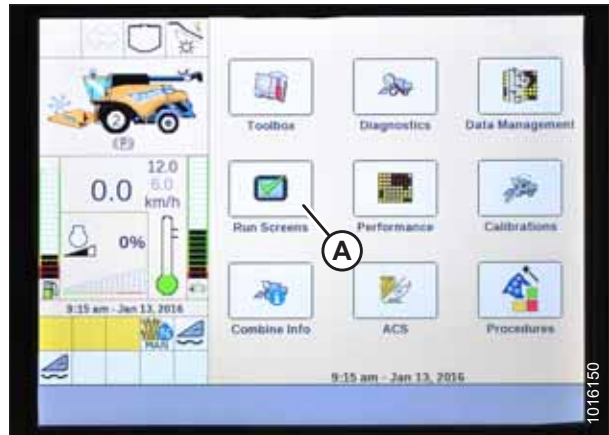 2
(P)
12.0
0.0 6.0
km/h
0%
9:15 am - Jan 13, 2016
MAN
Toolbox
Diagnostics
Data Management
Run Screens
Performance
Calibrations
A
Combine Info
ACS
Procedures
9:15 am - Jan 13, 2016
1016150